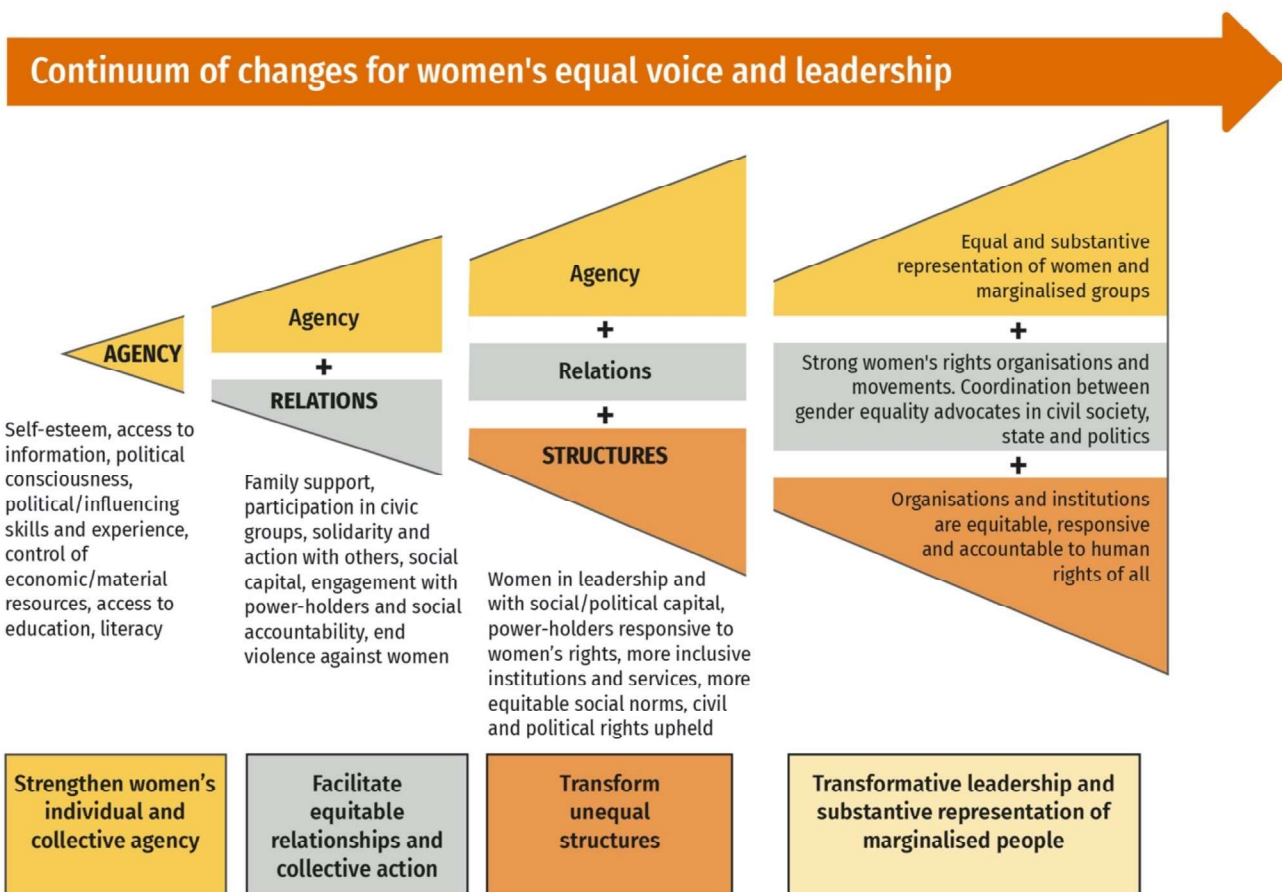 Continuum of changes for women's equal voice and leadership
AGENCY
Self-esteem, access to
information, political
consciousness,
political/influencing
skills and experience,
control of
economic/material
resources, access to
education, literacy
Agency
+
RELATIONS
Family support,
participation in civic
groups, solidarity and
action with others, social
capital, engagement with
power-holders and social
accountability, end
violence against women
Agency
+
Relations
+
STRUCTURES
Women in leadership and
with social/political capital,
power-holders responsive to
women’s rights, more inclusive
institutions and services, more
equitable social norms, civil
and political rights upheld
Equal and substantive
representation of women and
marginalised groups
+
Strong women's rights organisations and
movements. Coordination between
gender equality advocates in civil society,
state and politics
+
Organisations and institutions
are equitable, responsive
and accountable to human
rights of all
Strengthen women’s
individual and
collective agency
Facilitate
equitable
relationships and
collective action
Transform
unequal
structures
Transformative leadership and
substantive representation of
marginalised people